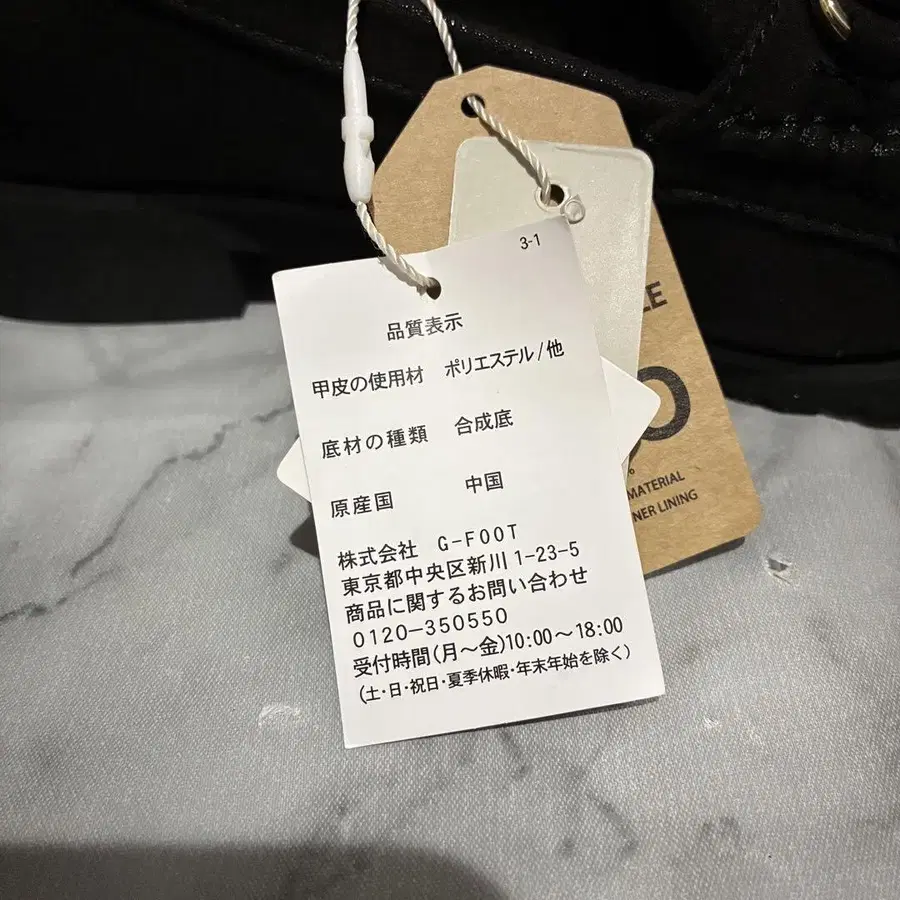 3-1
品質表示
甲皮の使用材 ポリエステル/他
底材の種類 合成底
原産国 中国
株式会社 G-FOOT
東京都中央区新川1-23-5
商品に関するお問い合わせ
0120-350550
受付時間(月〜金)10:00〜18:00
(土・日・祝日・夏季休暇・年末年始を除く)
%
MATERIAL
LINING